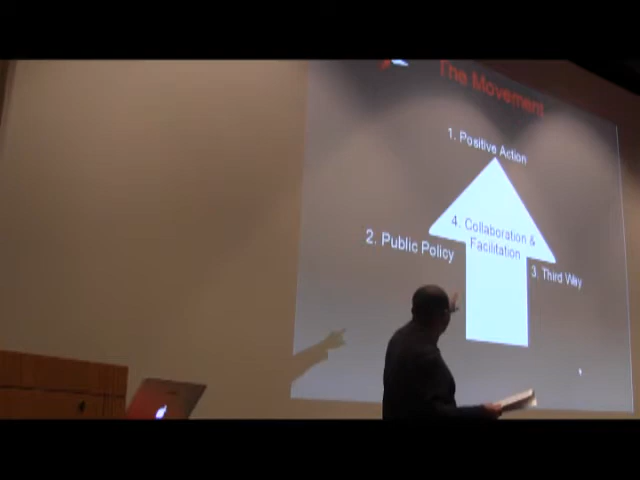 The Movement
1. Positive Action
4. Collaboration &
Facilitation
2. Public Policy
3. Third Way